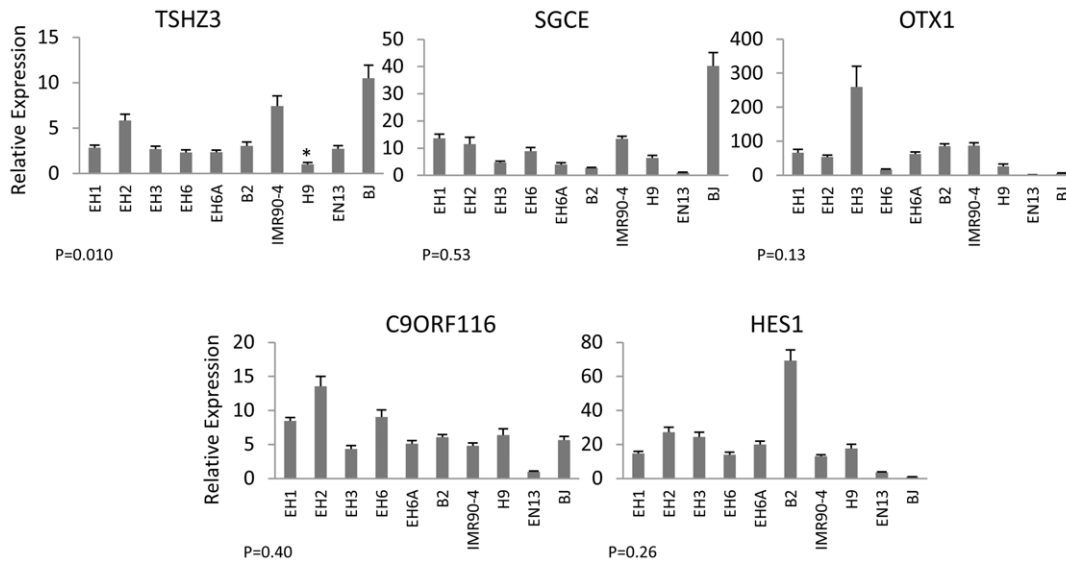 TSHZ3
Relative Expression
15
10
5
0
*
EH1 EH2 EH3 EH6 EH6A B2 IMR90-4 H9 EN13 BJ
P=0.010
SGCE
50
40
30
20
10
0
EH1 EH2 EH3 EH6 EH6A B2 IMR90-4 H9 EN13 BJ
P=0.53
OTX1
400
300
200
100
0
EH1 EH2 EH3 EH6 EH6A B2 IMR90-4 H9 EN13 BJ
P=0.13
C9ORF116
Relative Expression
20
15
10
5
0
EH1 EH2 EH3 EH6 EH6A B2 IMR90-4 H9 EN13 BJ
P=0.40
HES1
80
60
40
20
0
EH1 EH2 EH3 EH6 EH6A B2 IMR90-4 H9 EN13 BJ
P=0.26